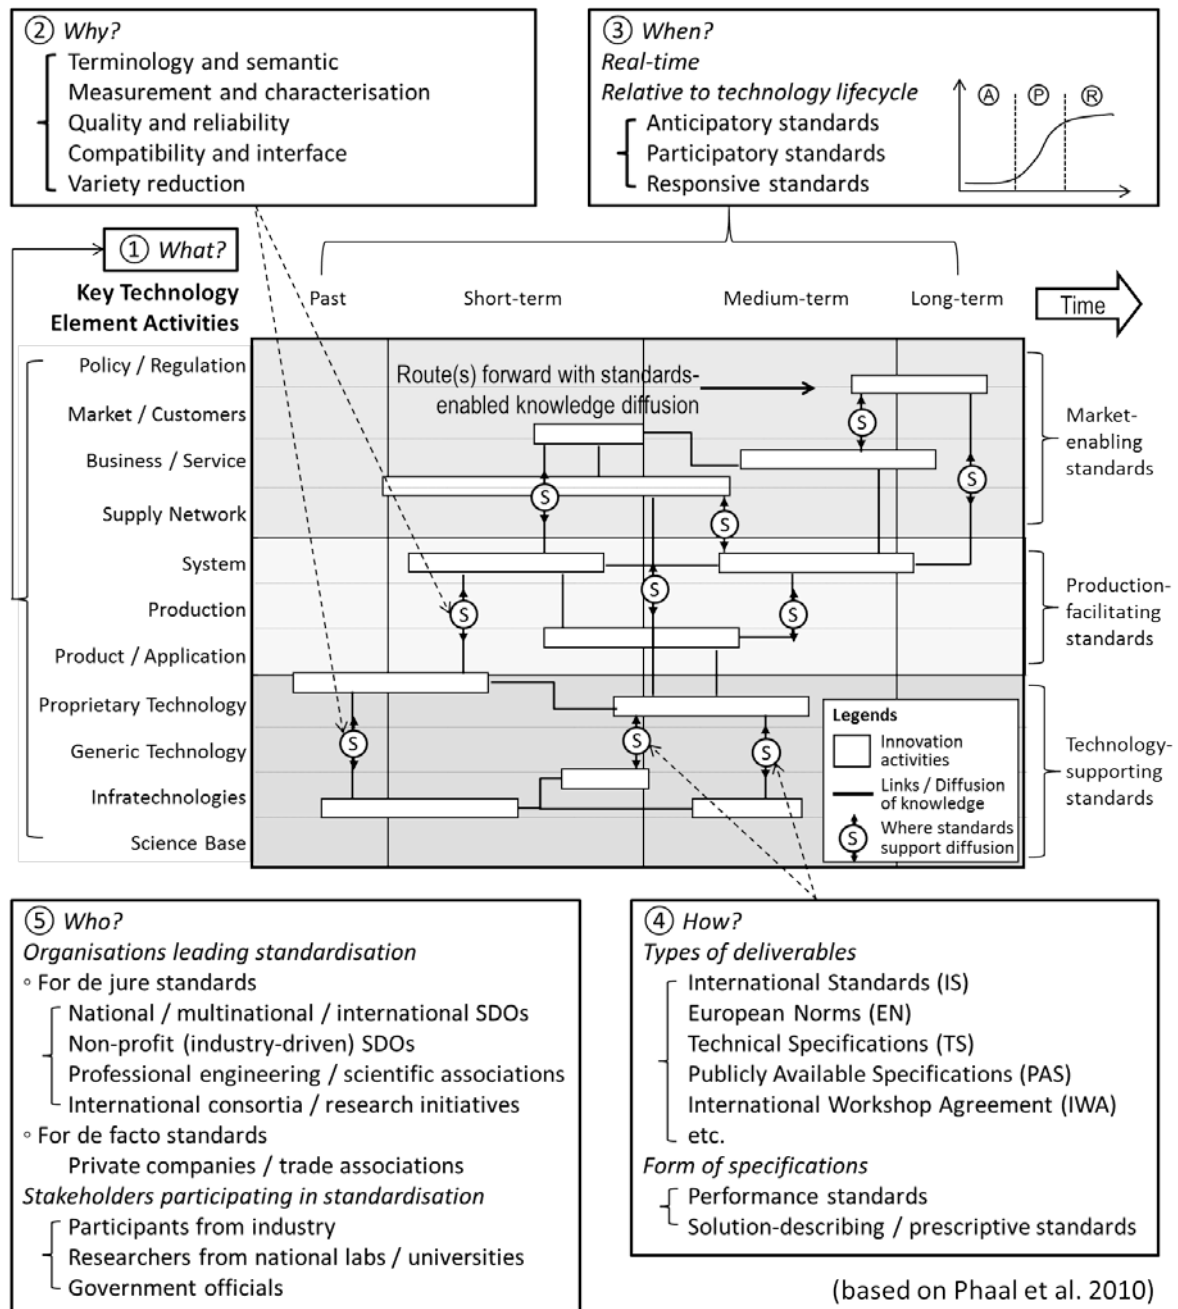 ② Why?
Terminology and semantic
Measurement and characterisation
Quality and reliability
Compatibility and interface
Variety reduction
③ When?
Real-time
Relative to technology lifecycle
Anticipatory standards
Participatory standards
Responsive standards
Ⓐ Ⓟ Ⓡ
① What?
Key Technology
Element Activities
Past Short-term Medium-term Long-term
Time
Policy / Regulation
Market / Customers
Business / Service
Supply Network
System
Production
Product / Application
Proprietary Technology
Generic Technology
Infratechnologies
Science Base
Route(s) forward with standards-
enabled knowledge diffusion
S
S
S
S
S
S
S
S
S
S
Market-
enabling
standards
Production-
facilitating
standards
Technology-
supporting
standards
Legends
Innovation
activities
Links / Diffusion
of knowledge
S
Where standards
support diffusion
⑤ Who?
Organisations leading standardisation
◦ For de jure standards
National / multinational / international SDOs
Non-profit (industry-driven) SDOs
Professional engineering / scientific associations
International consortia / research initiatives
◦ For de facto standards
Private companies / trade associations
Stakeholders participating in standardisation
Participants from industry
Researchers from national labs / universities
Government officials
④ How?
Types of deliverables
International Standards (IS)
European Norms (EN)
Technical Specifications (TS)
Publicly Available Specifications (PAS)
International Workshop Agreement (IWA)
etc.
Form of specifications
Performance standards
Solution-describing / prescriptive standards
(based on Phaal et al. 2010)